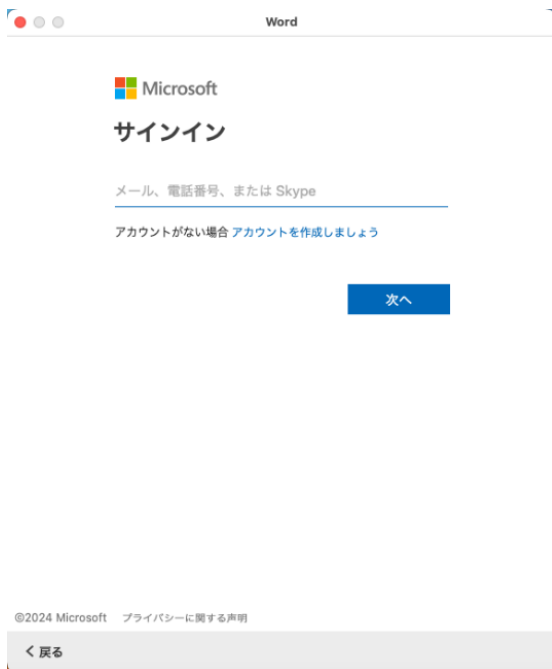 Word
Microsoft
サインイン
メール、電話番号、または Skype
アカウントがない場合 アカウントを作成しましょう
次へ
©2024 Microsoft プライバシーに関する声明
戻る